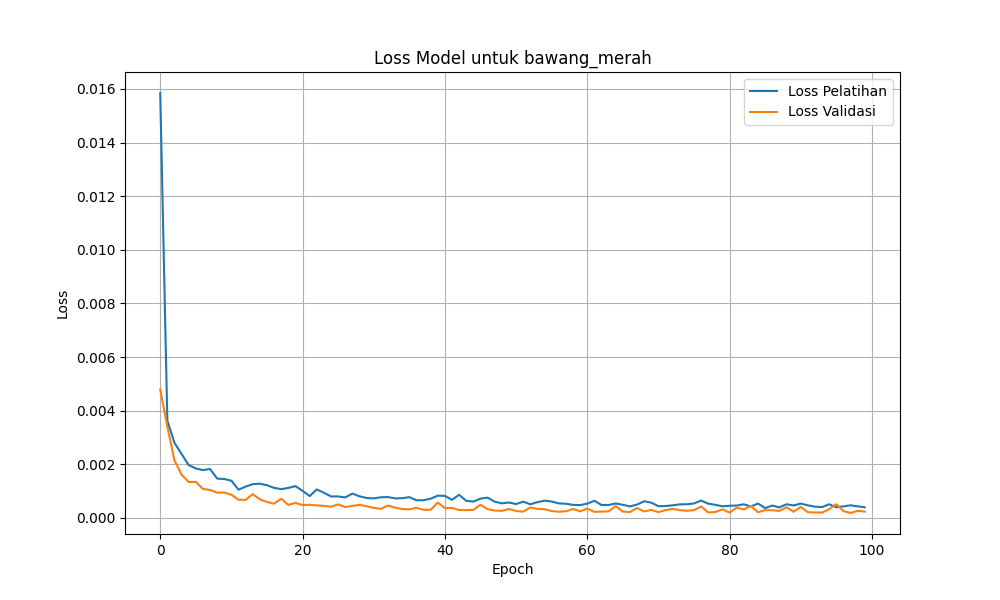 Loss Model untuk bawang_merah
Loss Pelatihan
Loss Validasi
Loss
0.016
0.014
0.012
0.010
0.008
0.006
0.004
0.002
0.000
0 20 40 60 80 100
Epoch